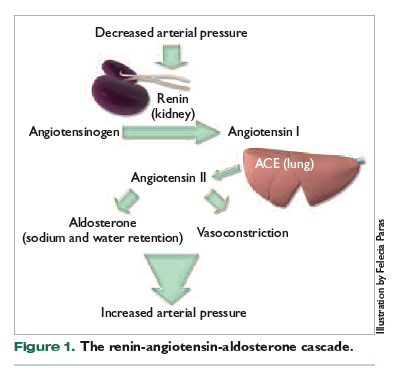 Decreased arterial pressure
Renin
(kidney)
Angiotensinogen
Angiotensin I
ACE (lung)
Angiotensin II
Aldosterone
(sodium and water retention)
Vasoconstriction
Increased arterial pressure
Illustration by Felecia Paras
Figure 1. The renin-angiotensin-aldosterone cascade.